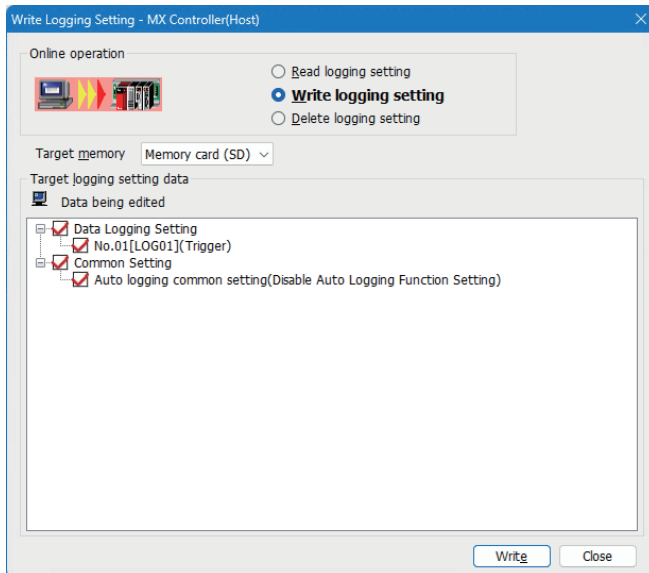 Write Logging Setting - MX Controller(Host)
Online operation
Read logging setting
Write logging setting
Delete logging setting
Target memory Memory card (SD)
Target logging setting data
Data being edited
Data Logging Setting
No.01[LOG01](Trigger)
Common Setting
Auto logging common setting(Disable Auto Logging Function Setting)
Write Close